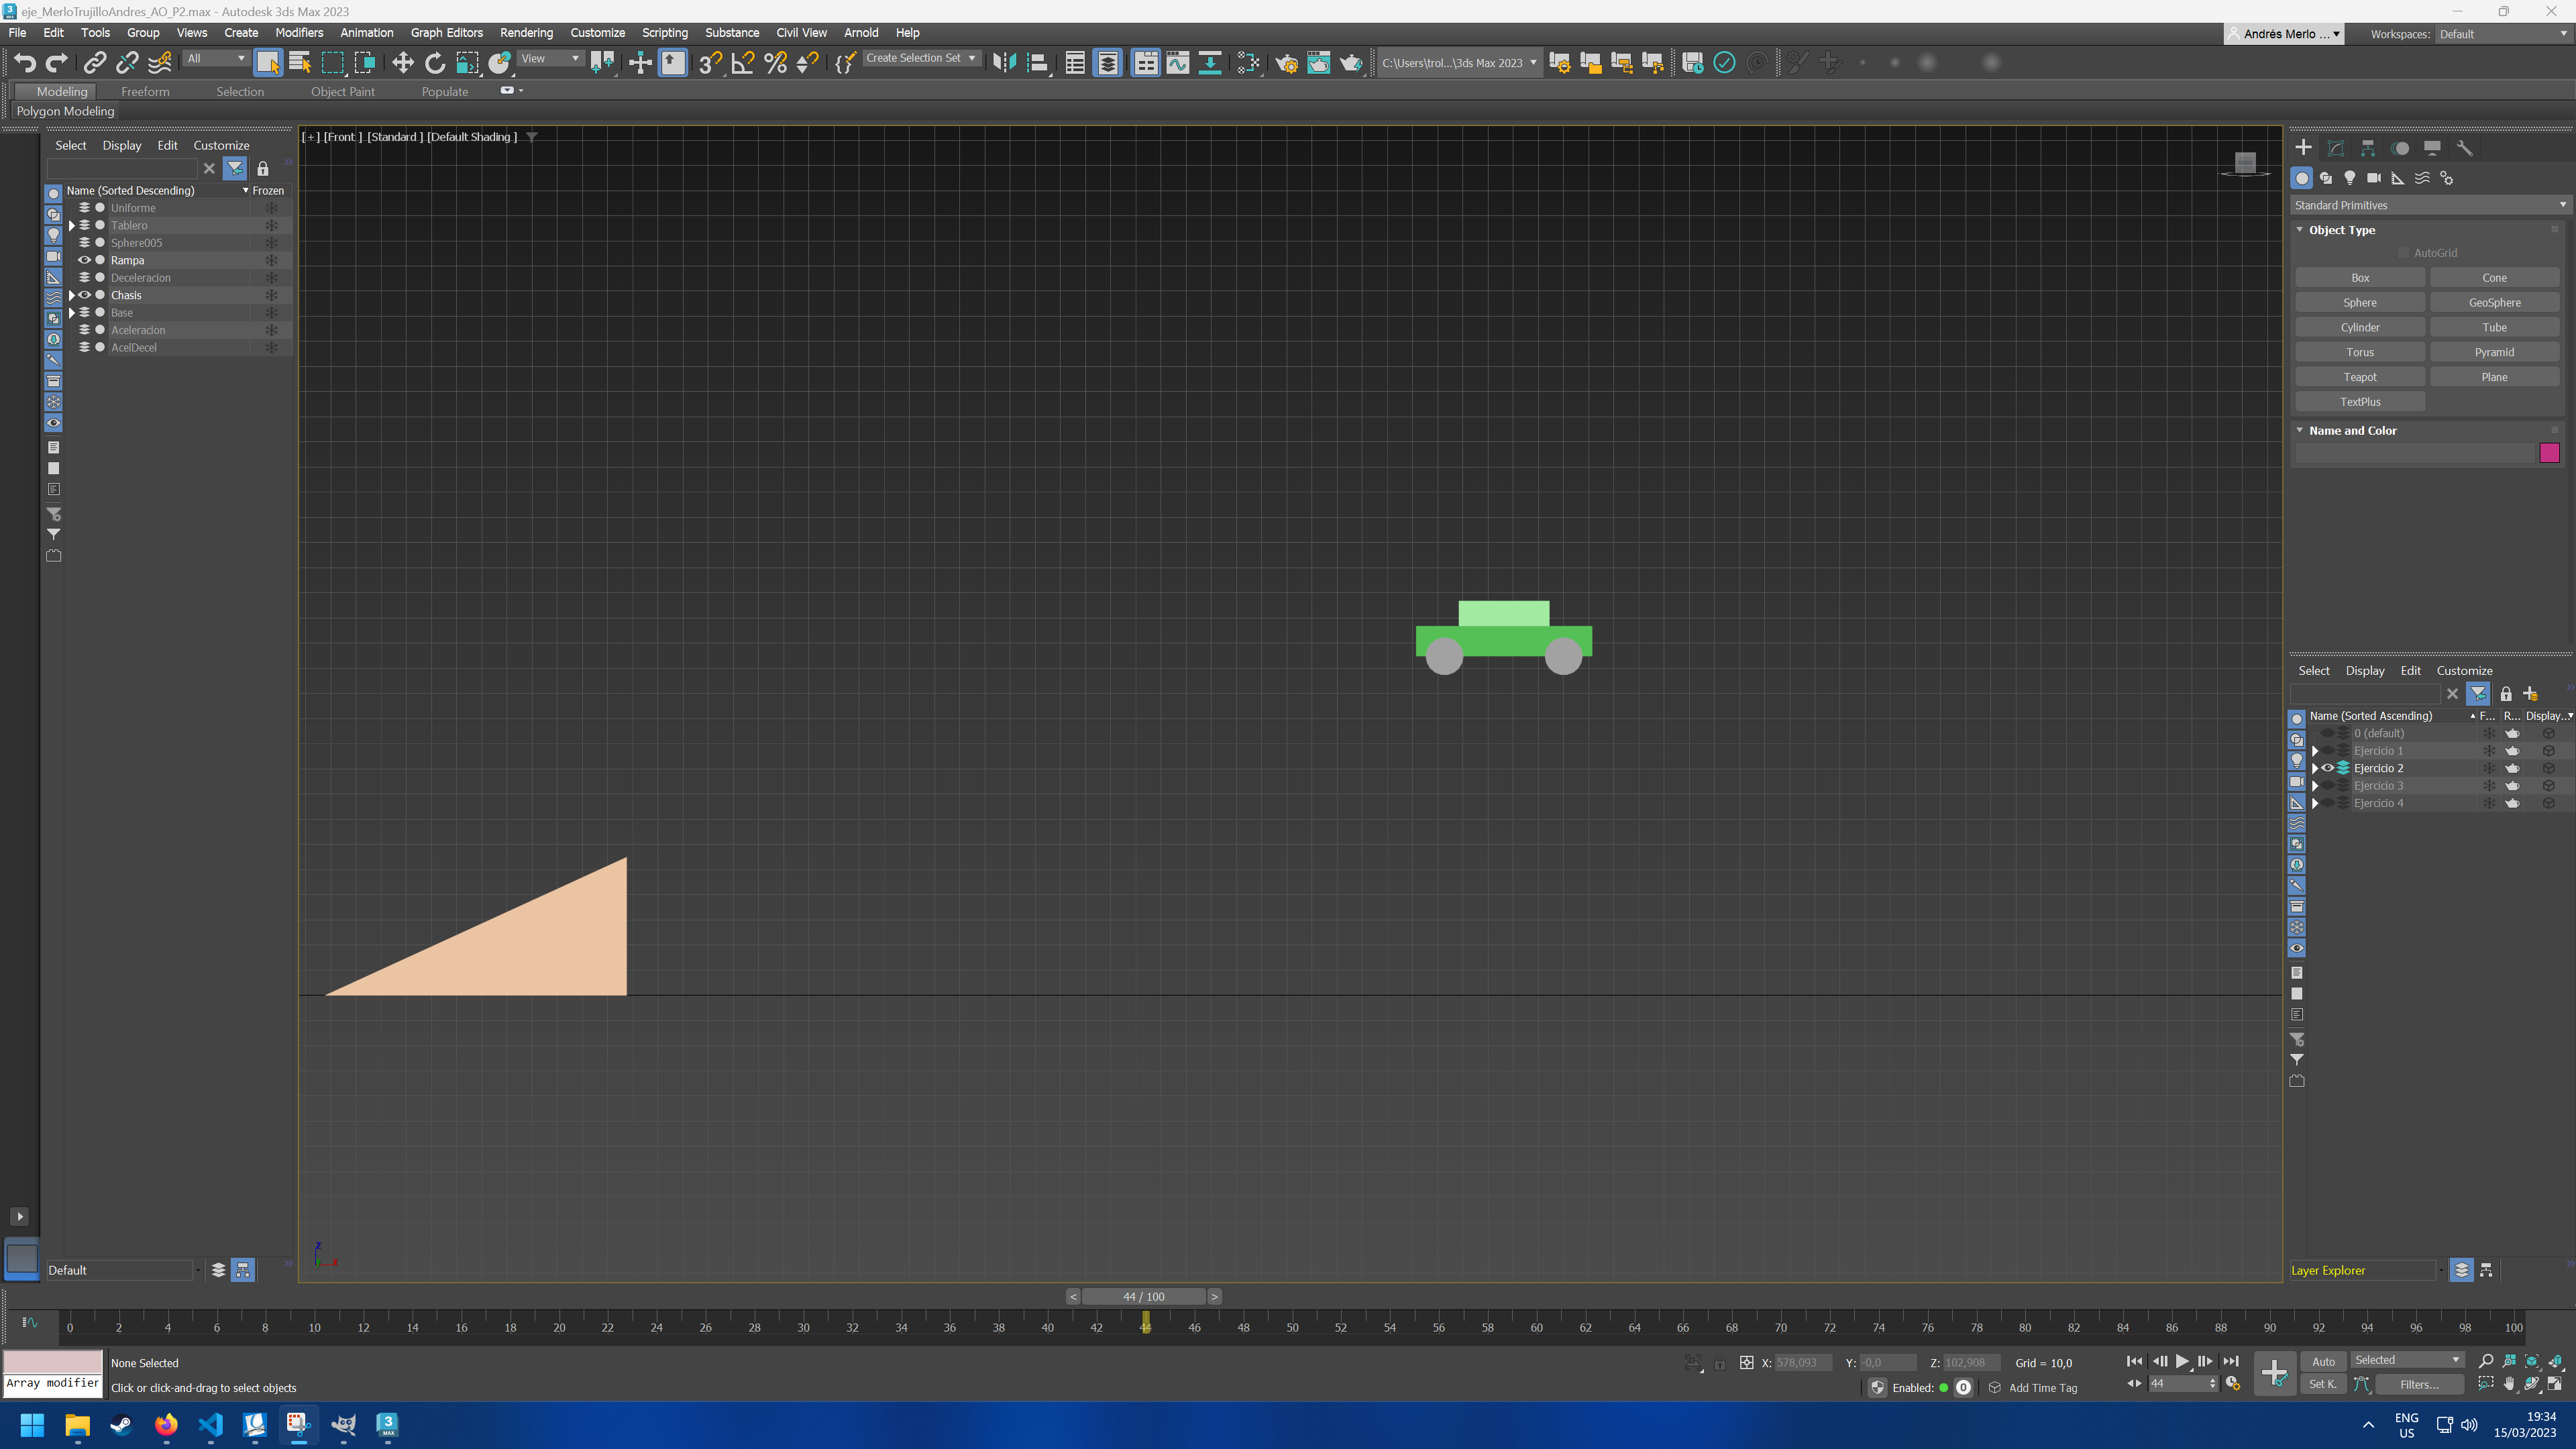 eje_MerloTrujilloAndres_AO_P2.max - Autodesk 3ds Max 2023
File Edit Tools Group Views Create Modifiers Animation Graph Editors Rendering Customize Scripting Substance Civil View Arnold Help
Andrés Merlo ... Workspaces: Default
All View Create Selection Set C:\Users\trol...\3ds Max 2023
Modeling Freeform Selection Object Paint Populate
Polygon Modeling
Select Display Edit Customize
Name (Sorted Descending) Frozen
Uniforme
Tablero
Sphere005
Rampa
Deceleracion
Chasis
Base
Aceleracion
AcelDecel
Default
[+] [Front ] [Standard ] [Default Shading ]
z
x
Standard Primitives
Object Type
AutoGrid
Box Cone
Sphere GeoSphere
Cylinder Tube
Torus Pyramid
Teapot Plane
TextPlus
Name and Color
Select Display Edit Customize
Name (Sorted Ascending) F... R... Display...
0 (default)
Ejercicio 1
Ejercicio 2
Ejercicio 3
Ejercicio 4
Layer Explorer
< 44 / 100 >
0 2 4 6 8 10 12 14 16 18 20 22 24 26 28 30 32 34 36 38 40 42 44 46 48 50 52 54 56 58 60 62 64 66 68 70 72 74 76 78 80 82 84 86 88 90 92 94 96 98 100
Array modifier
None Selected
Click or click-and-drag to select objects
X: 578,093 Y: -0,0 Z: 102,908 Grid = 10,0
Enabled: 0 Add Time Tag
44
Auto Selected
Set K. Filters...
ENG
US
19:34
15/03/2023